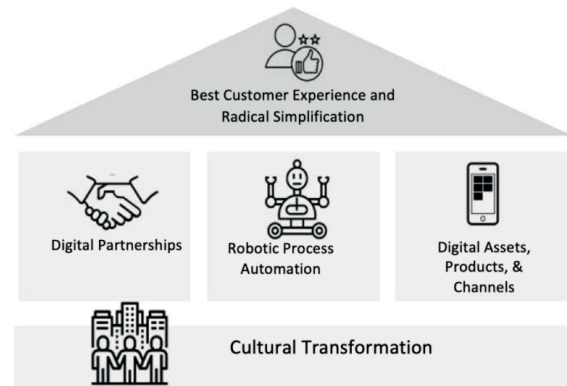 Best Customer Experience and
Radical Simplification
Digital Partnerships
Robotic Process
Automation
Digital Assets,
Products, &
Channels
Cultural Transformation